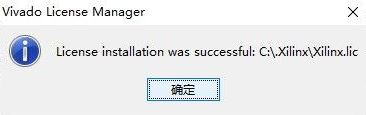 Vivado License Manager
License installation was successful: C:\.Xilinx\Xilinx.lic
确定